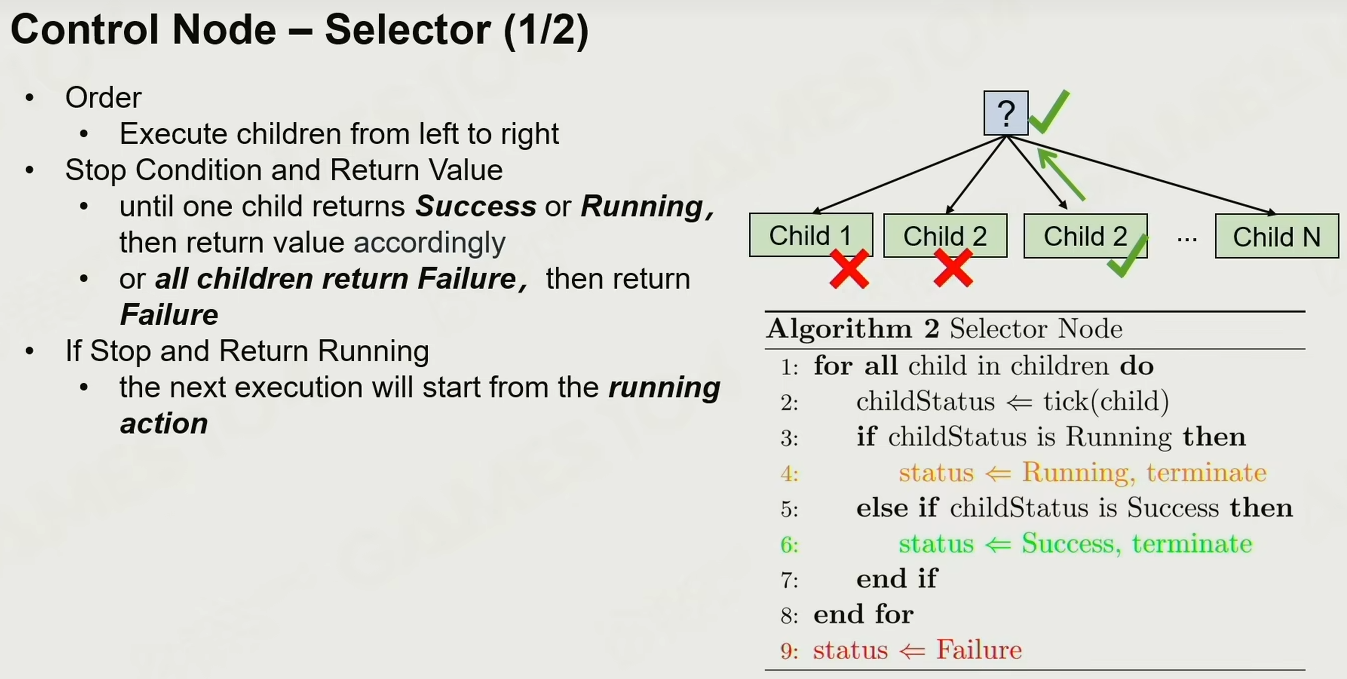 Control Node – Selector (1/2)
• Order
• Execute children from left to right
• Stop Condition and Return Value
• until one child returns Success or Running,
then return value accordingly
• or all children return Failure, then return
Failure
• If Stop and Return Running
• the next execution will start from the running
action
?
Child 1 Child 2 Child 2 ... Child N
Algorithm 2 Selector Node
1: for all child in children do
2: childStatus ⇐ tick(child)
3: if childStatus is Running then
4: status ⇐ Running, terminate
5: else if childStatus is Success then
6: status ⇐ Success, terminate
7: end if
8: end for
9: status ⇐ Failure